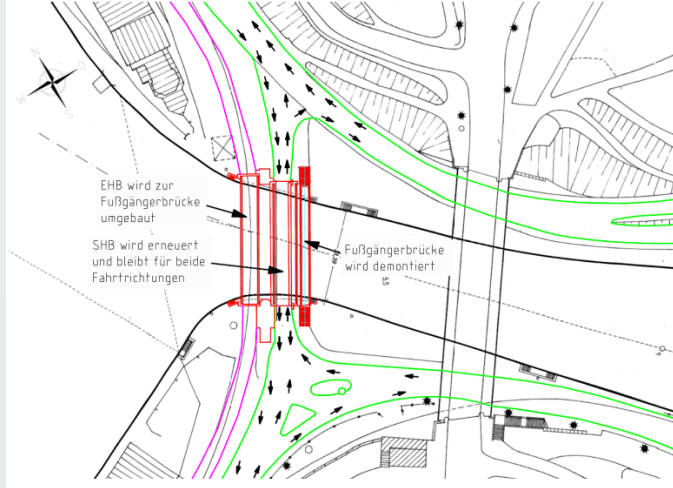 N
O
W
S
EHB wird zur
Fußgängerbrücke
umgebaut
SHB wird erneuert
und bleibt für beide
Fahrtrichtungen
Fußgängerbrücke
wird demontiert